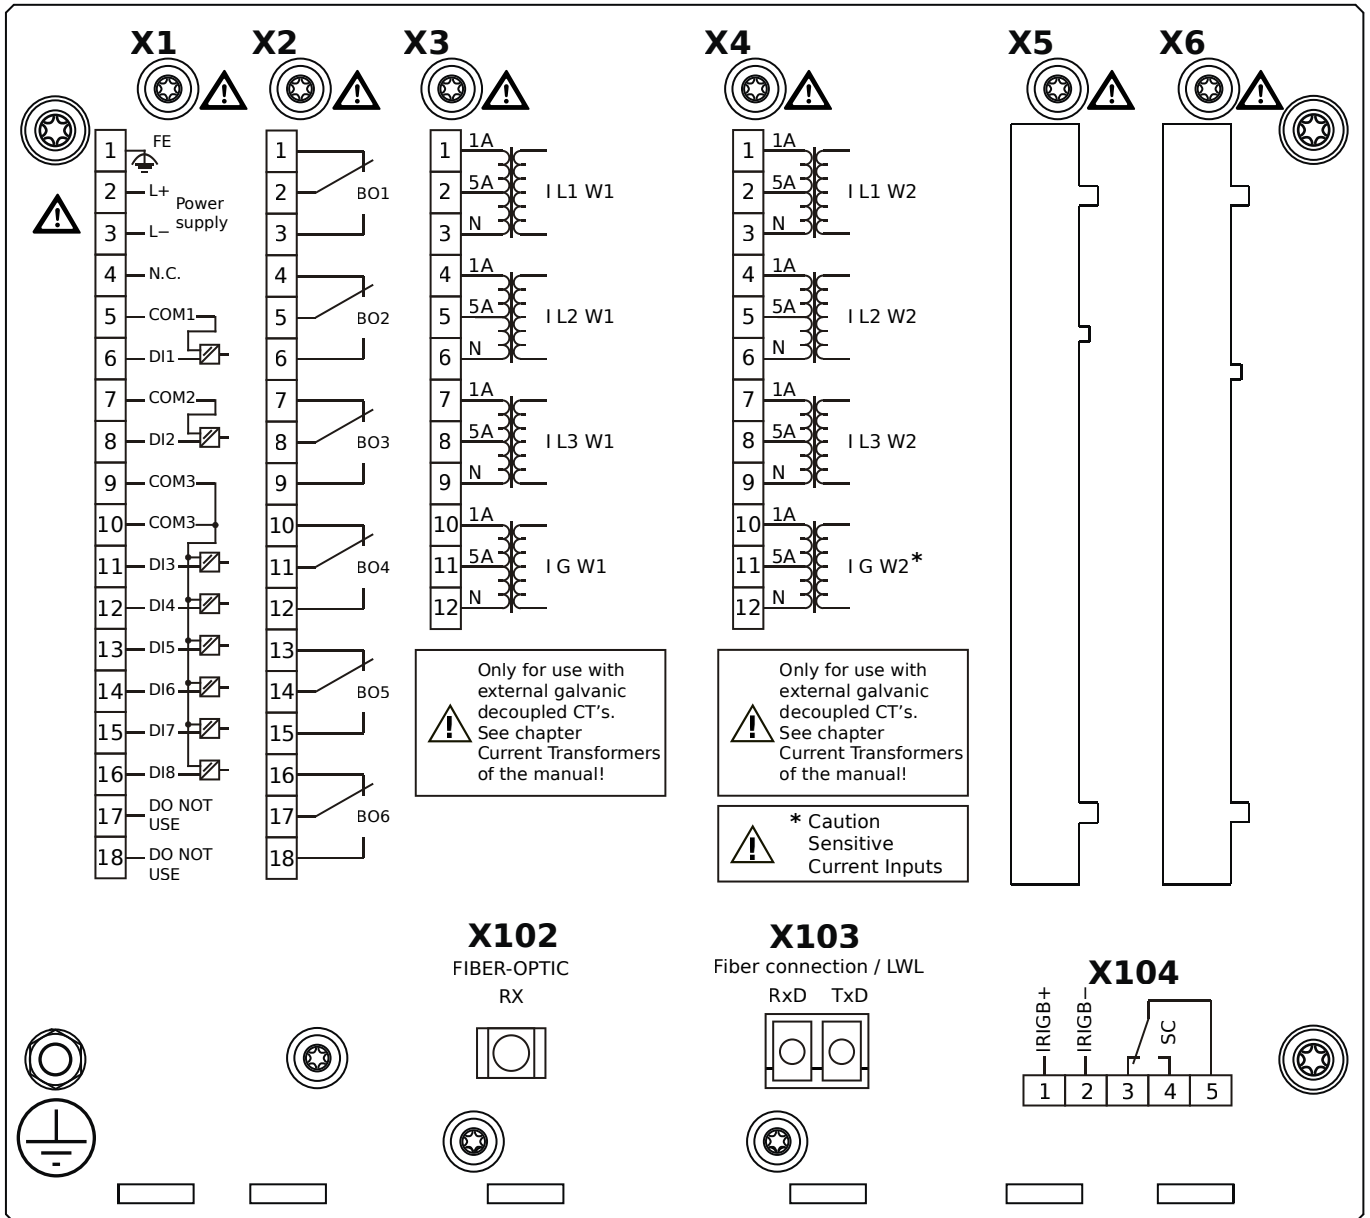 X1 X2 X3 X4 X5 X6
1 FE
2 L+ Power
3 L− supply
4 N.C.
5 COM1
6 DI1
7 COM2
8 DI2
9 COM3
10 COM3
11 DI3
12 DI4
13 DI5
14 DI6
15 DI7
16 DI8
17 DO NOT
USE
18 DO NOT
USE
1
2 BO1
3
4
5 BO2
6
7
8 BO3
9
10
11 BO4
12
13
14 BO5
15
16
17 BO6
18
1 1A
2 5A I L1 W1
3 N
4 1A
5 5A I L2 W1
6 N
7 1A
8 5A I L3 W1
9 N
10 1A
11 5A I G W1
12 N
Only for use with
external galvanic
decoupled CT's.
See chapter
Current Transformers
of the manual!
1 1A
2 5A I L1 W2
3 N
4 1A
5 5A I L2 W2
6 N
7 1A
8 5A I L3 W2
9 N
10 1A
11 5A I G W2*
12 N
Only for use with
external galvanic
decoupled CT's.
See chapter
Current Transformers
of the manual!
* Caution
Sensitive
Current Inputs
X102
FIBER-OPTIC
RX
X103
Fiber connection / LWL
RxD TxD
X104
IRIGB+
IRIGB−
SC
1 2 3 4 5